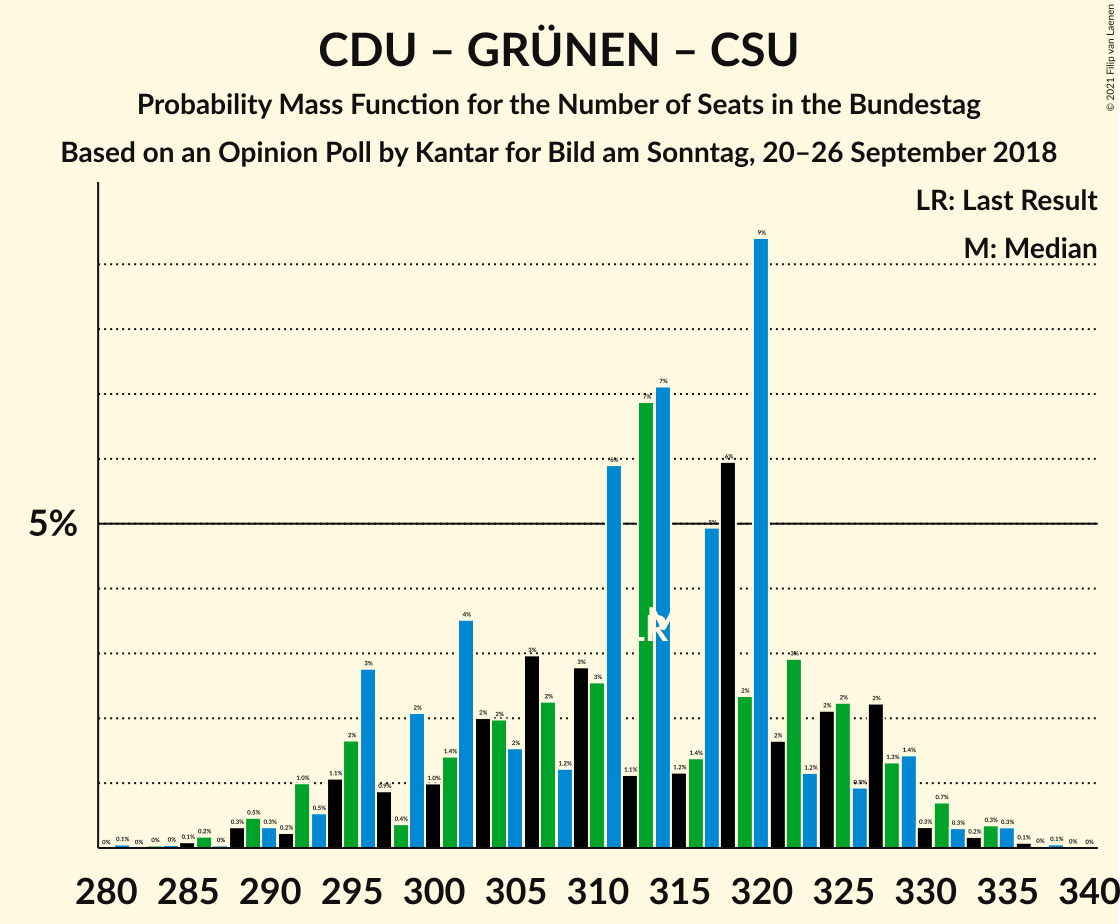 CDU – GRÜNEN – CSU
© 2021 Filip van Laenen
Probability Mass Function for the Number of Seats in the Bundestag
Based on an Opinion Poll by Kantar for Bild am Sonntag, 20–26 September 2018
LR: Last Result
M: Median
5%
0% 0.1% 0% 0% 0% 0.1% 0.2% 0% 0.3% 0.5% 0.3% 0.2% 1.0% 0.5% 1.1% 2% 3% 0.9% 0.4% 2% 1.0% 1.4% 4% 2% 2% 2% 3% 2% 1.2% 3% 3% 6% 1.1% 7% 7% 1.2% 1.4% 5% 6% 2% 9% 2% 3% 1.2% 2% 2% 0.9% 2% 1.3% 1.4% 0.3% 0.7% 0.3% 0.2% 0.3% 0.3% 0.1% 0% 0.1% 0% 0%
LR M
280 285 290 295 300 305 310 315 320 325 330 335 340